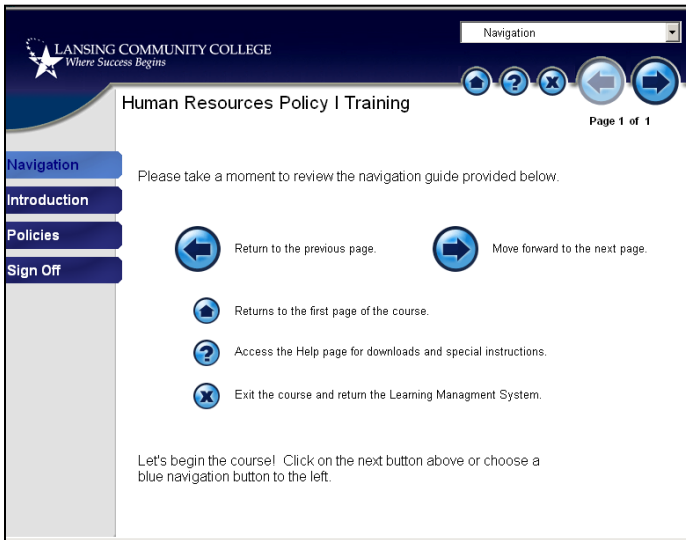 Navigation
LANSING COMMUNITY COLLEGE
Where Success Begins
Human Resources Policy I Training
Page 1 of 1
Navigation
Introduction
Policies
Sign Off
Please take a moment to review the navigation guide provided below.
Return to the previous page.
Move forward to the next page.
Returns to the first page of the course.
Access the Help page for downloads and special instructions.
Exit the course and return the Learning Managment System.
Let's begin the course! Click on the next button above or choose a
blue navigation button to the left.